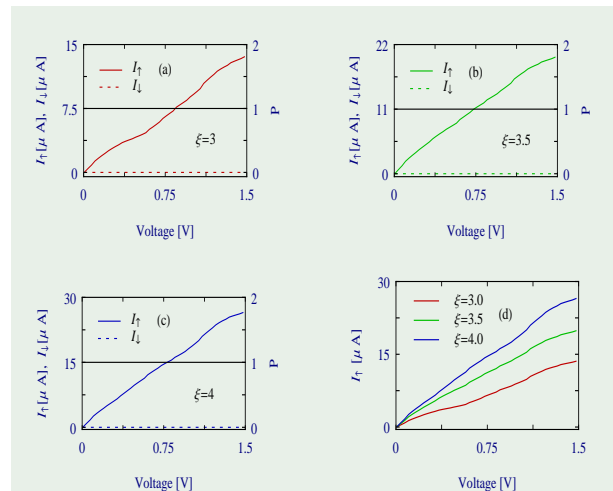 15
7.5
0
I↑[μ A], I↓[μ A]
I↑ (a)
I↓
ξ=3
2
1
0
P
0 0.75 1.5
Voltage [V]
22
11
0
I↑[μ A], I↓[μ A]
I↑ (b)
I↓
ξ=3.5
2
1
0
P
0 0.75 1.5
Voltage [V]
30
15
0
I↑[μ A], I↓[μ A]
I↑ (c)
I↓
ξ=4
2
1
0
P
0 0.75 1.5
Voltage [V]
30
15
0
I↑ [μ A]
ξ=3.0
ξ=3.5 (d)
ξ=4.0
0 0.75 1.5
Voltage [V]